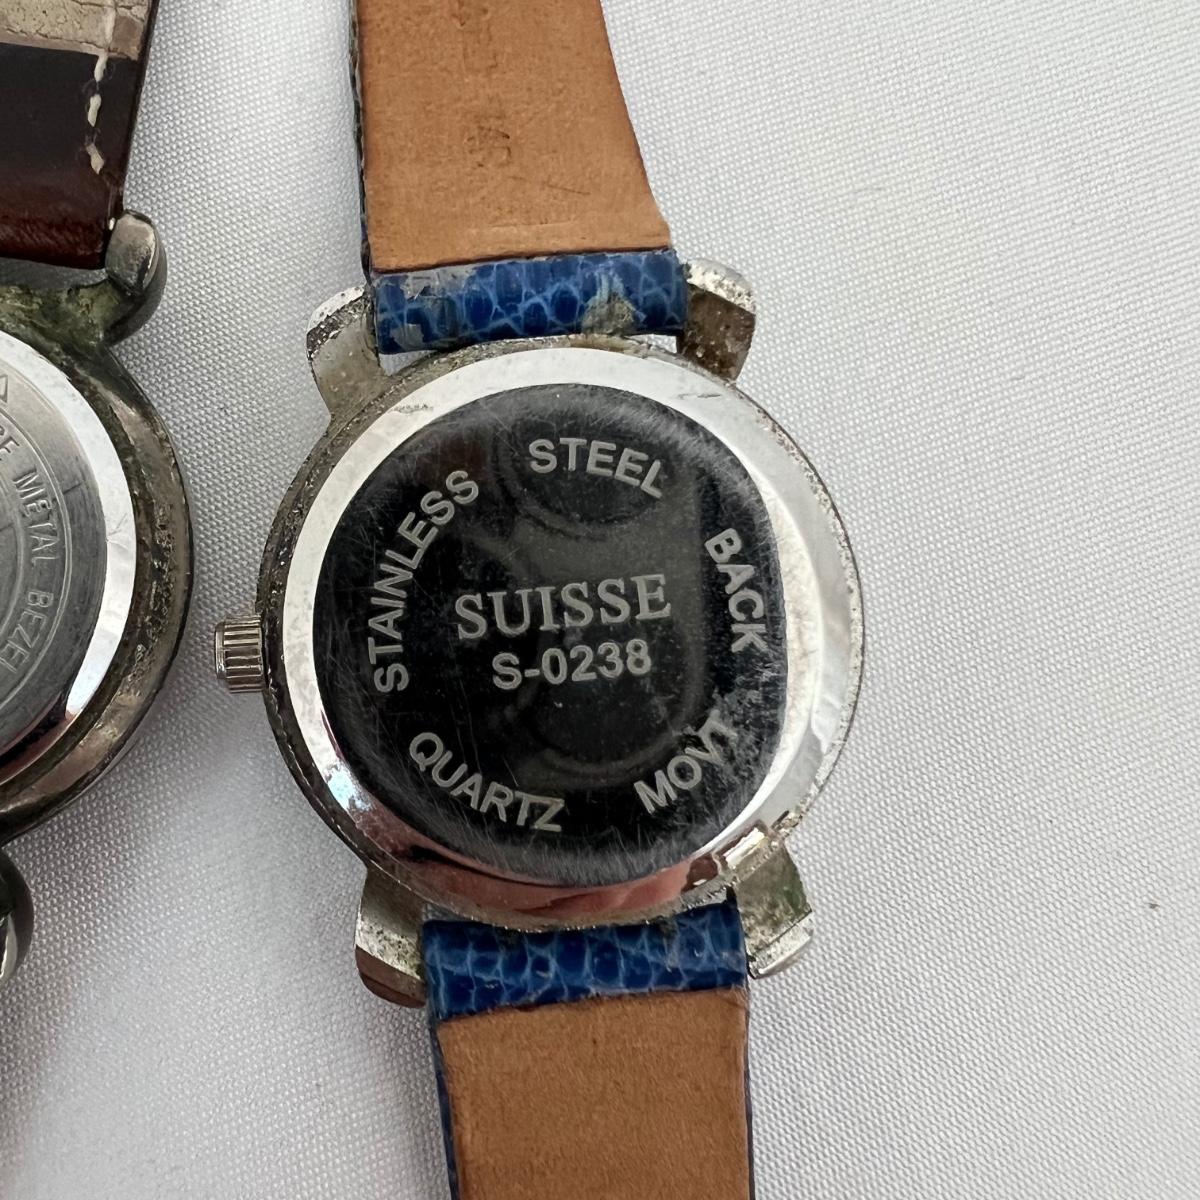 STAINLESS STEEL BACK
SUISSE
S-0238
QUARTZ MOVT
METAL BEZEL